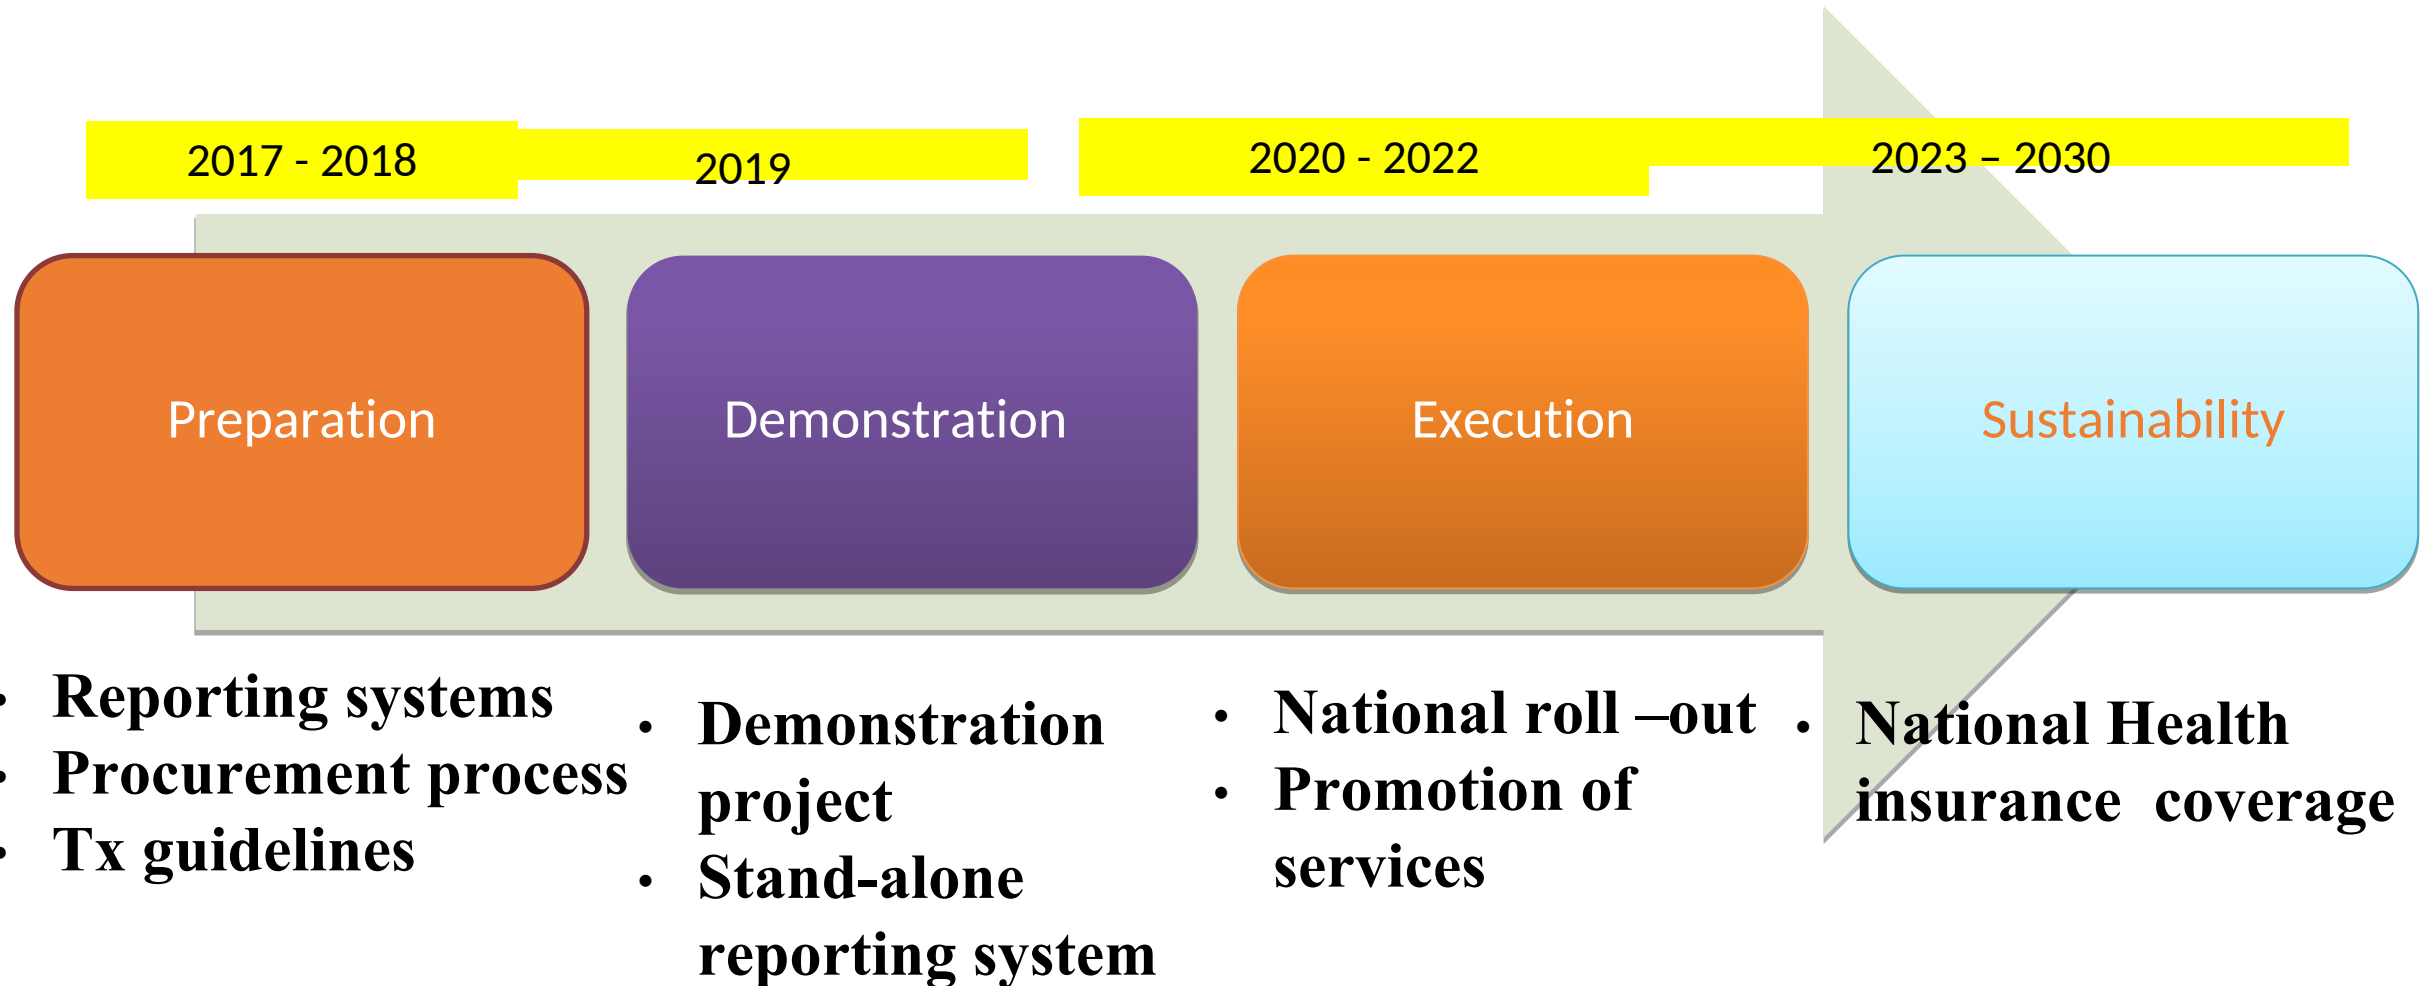 2017 - 2018
2019
2020 - 2022
2023 – 2030
Preparation
Demonstration
Execution
Sustainability
• Reporting systems
• Procurement process
• Tx guidelines
• Demonstration
project
• Stand-alone
reporting system
• National roll –out
• Promotion of
services
• National Health
insurance  coverage